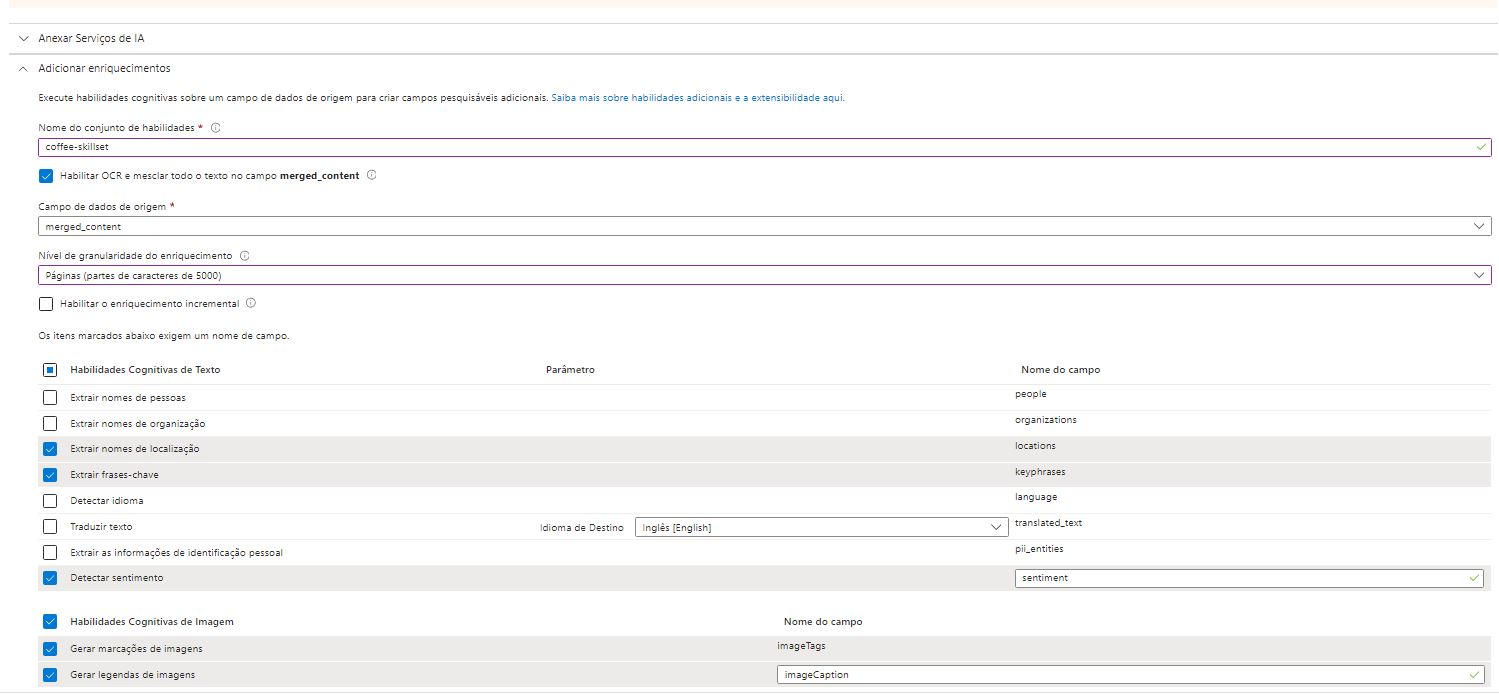 Anexar Serviços de IA
Adicionar enriquecimentos
Execute habilidades cognitivas sobre um campo de dados de origem para criar campos pesquisáveis adicionais. Saiba mais sobre habilidades adicionais e a extensibilidade aqui.
Nome do conjunto de habilidades *
coffee-skillset
Habilitar OCR e mesclar todo o texto no campo merged_content
Campo de dados de origem *
merged_content
Nível de granularidade do enriquecimento
Páginas (partes de caracteres de 5000)
Habilitar o enriquecimento incremental
Os itens marcados abaixo exigem um nome de campo.
Habilidades Cognitivas de Texto Parâmetro Nome do campo
Extrair nomes de pessoas people
Extrair nomes de organização organizations
Extrair nomes de localização locations
Extrair frases-chave keyphrases
Detectar idioma language
Traduzir texto Idioma de Destino Inglês [English] translated_text
Extrair as informações de identificação pessoal pii_entities
Detectar sentimento sentiment
Habilidades Cognitivas de Imagem Nome do campo
Gerar marcações de imagens imageTags
Gerar legendas de imagens imageCaption